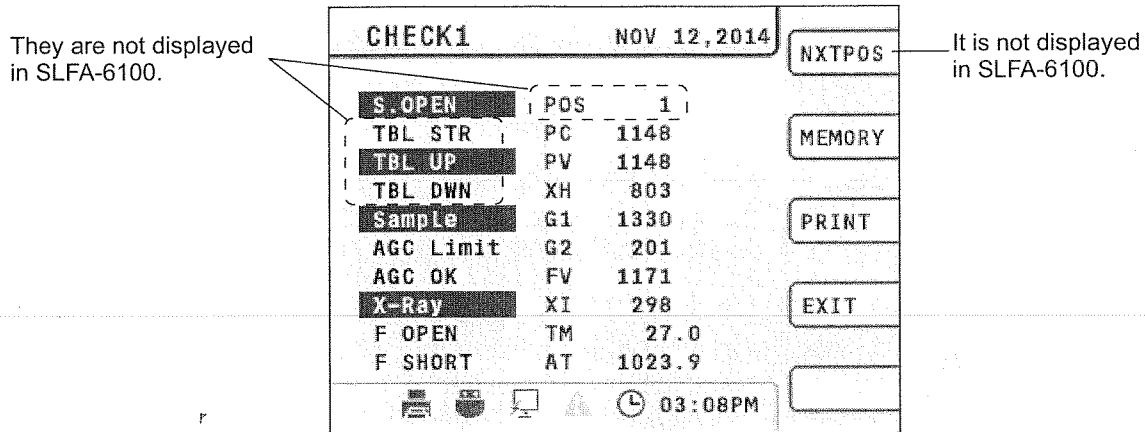 They are not displayed
in SLFA-6100.
CHECK1 NOV 12,2014
NXTPOS
It is not displayed
in SLFA-6100.
S.OPEN POS 1
TBL STR PC 1148
MEMORY
TBL UP PV 1148
TBL DWN XH 803
Sample G1 1330
PRINT
AGC Limit G2 201
AGC OK FV 1171
X-Ray XI 298
EXIT
F OPEN TM 27.0
F SHORT AT 1023.9
03:08PM
r